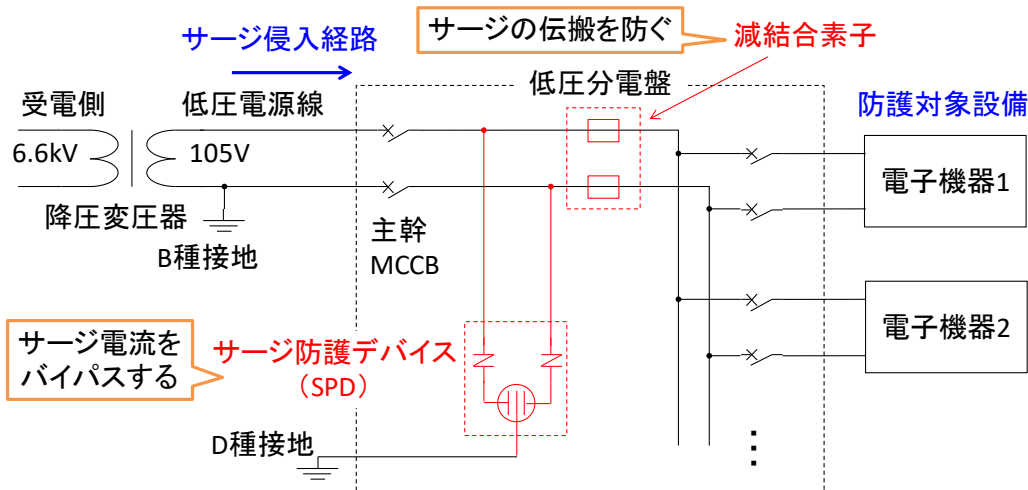 サージの伝搬を防ぐ
減結合素子
サージ侵入経路
低圧分電盤
受電側
低圧電源線
防護対象設備
6.6kV
105V
電子機器1
降圧変圧器
B種接地
主幹
MCCB
電子機器2
サージ電流を
バイパスする
サージ防護デバイス
（SPD）
D種接地